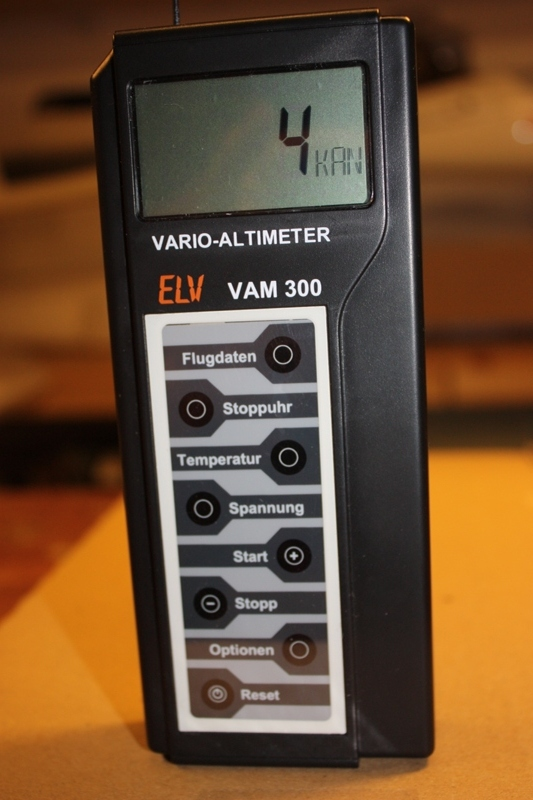 4 KAN
VARIO-ALTIMETER
ELV VAM 300
Flugdaten
Stoppuhr
Temperatur
Spannung
Start +
- Stopp
Optionen
Reset